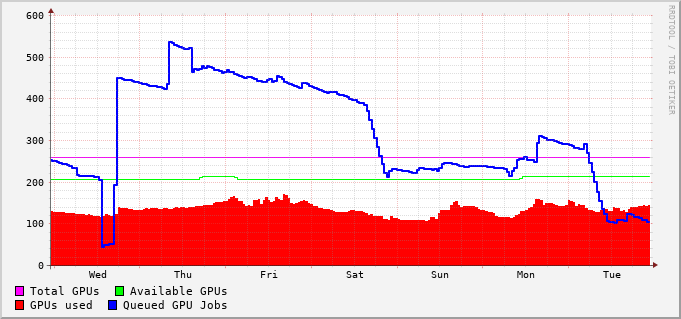 600
500
400
300
200
100
0
Wed Thu Fri Sat Sun Mon Tue
Total GPUs Available GPUs
GPUs used Queued GPU Jobs
RRDTOOL / TOBI OETIKER